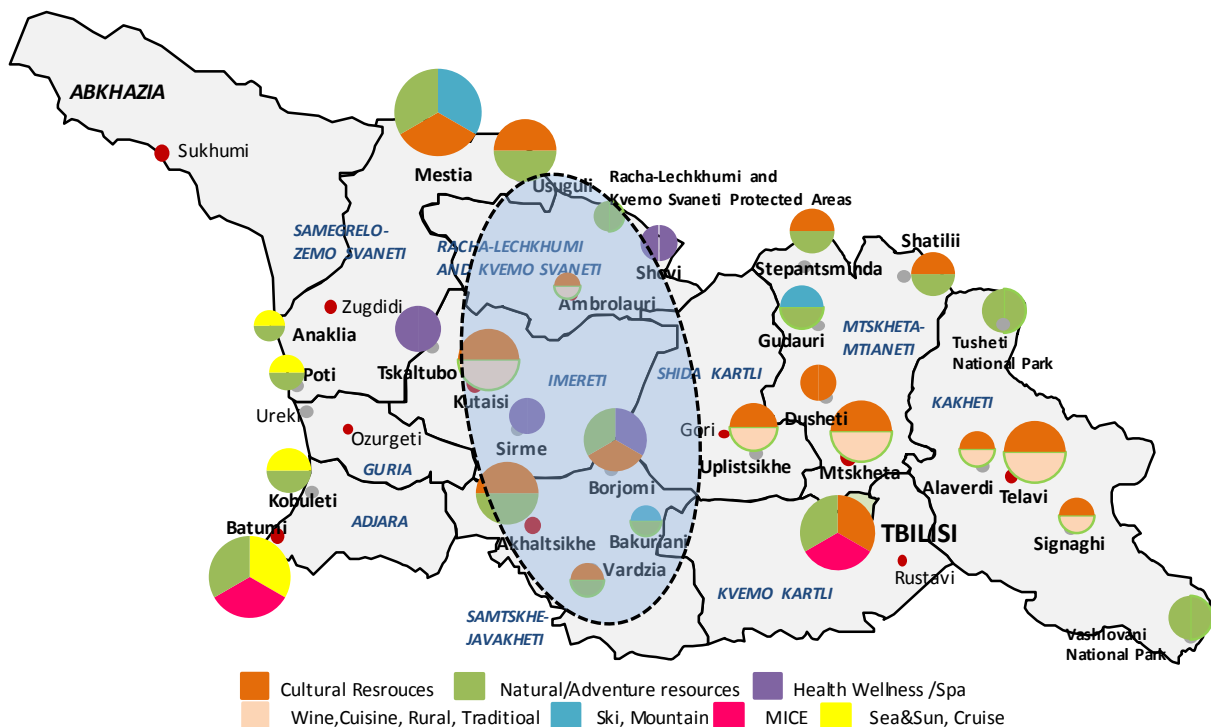 ABKHAZIA
Sukhumi
Mestia
Usuguli
Racha-Lechkhumi and
Kvemo Svaneti Protected Areas
SAMEGRELO-
ZEMO SVANETI
RACHA-LECHKHUMI
AND KVEMO SVANETI
Shovi
Stepantsminda
Shatilii
Zugdidi
Ambrolauri
Anaklia
Gudauri
MTSKHETA-
MTIANETI
Tusheti
National Park
Poti
Tskaltubo
IMERETI
SHIDA KARTLI
Kutaisi
Ureki
Dusheti
KAKHETI
Ozurgeti
Sirme
Gori
GURIA
Uplistsikhe
Mtskheta
Alaverdi
Telavi
Kobuleti
Borjomi
Batumi
ADJARA
Akhaltsikhe
Bakuriani
TBILISI
Signaghi
Vardzia
Rustavi
KVEMO KARTLI
SAMTSKHE-
JAVAKHETI
Vashlovani
National Park
Cultural Resrouces
Natural/Adventure resources
Health Wellness /Spa
Wine,Cuisine, Rural, Traditioal
Ski, Mountain
MICE
Sea&Sun, Cruise